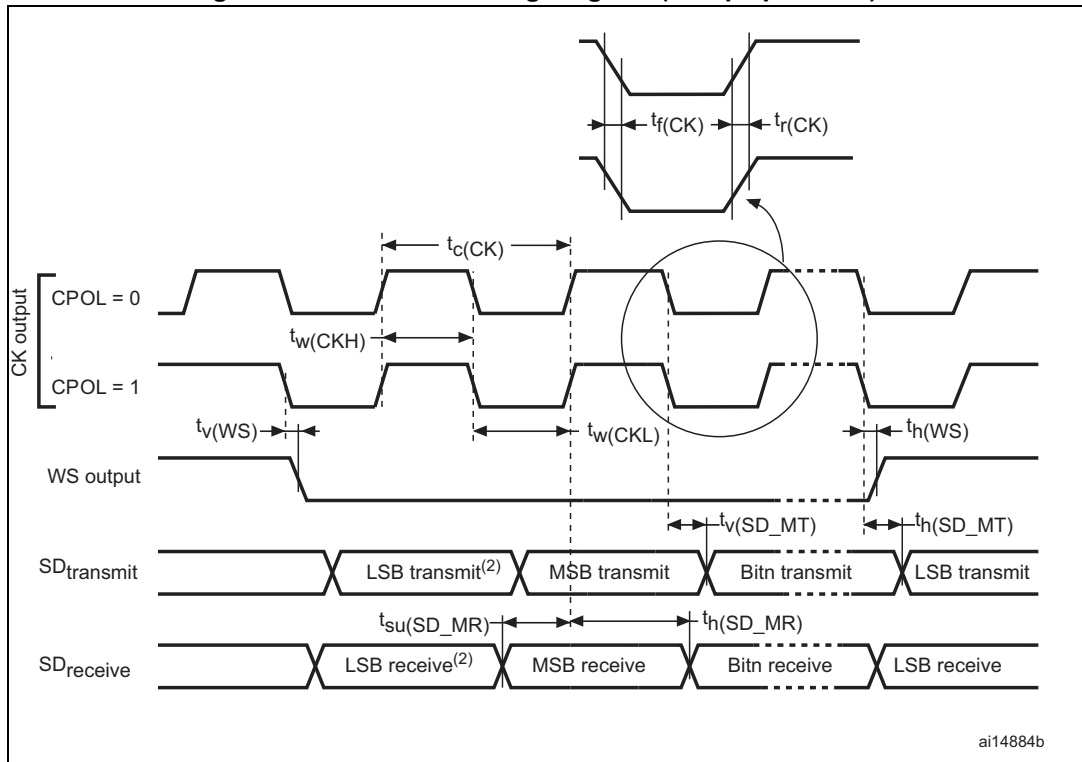 tf(CK)
tr(CK)
tc(CK)
CK output
CPOL = 0
tw(CKH)
CPOL = 1
tv(WS)
tw(CKL)
th(WS)
WS output
tv(SD_MT)
th(SD_MT)
SDtransmit
LSB transmit(2)
MSB transmit
Bitn transmit
LSB transmit
tsu(SD_MR)
th(SD_MR)
SDreceive
LSB receive(2)
MSB receive
Bitn receive
LSB receive
ai14884b